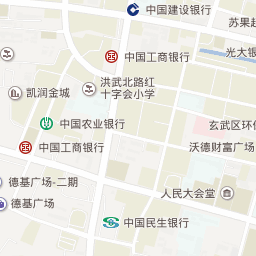 中国建设银行
苏果超
中国工商银行
光大银
洪武北路红
十字会小学
凯润金城
中国农业银行
玄武区环保
中国工商银行
沃德财富广场
德基广场-二期
人民大会堂
德基广场
中国民生银行